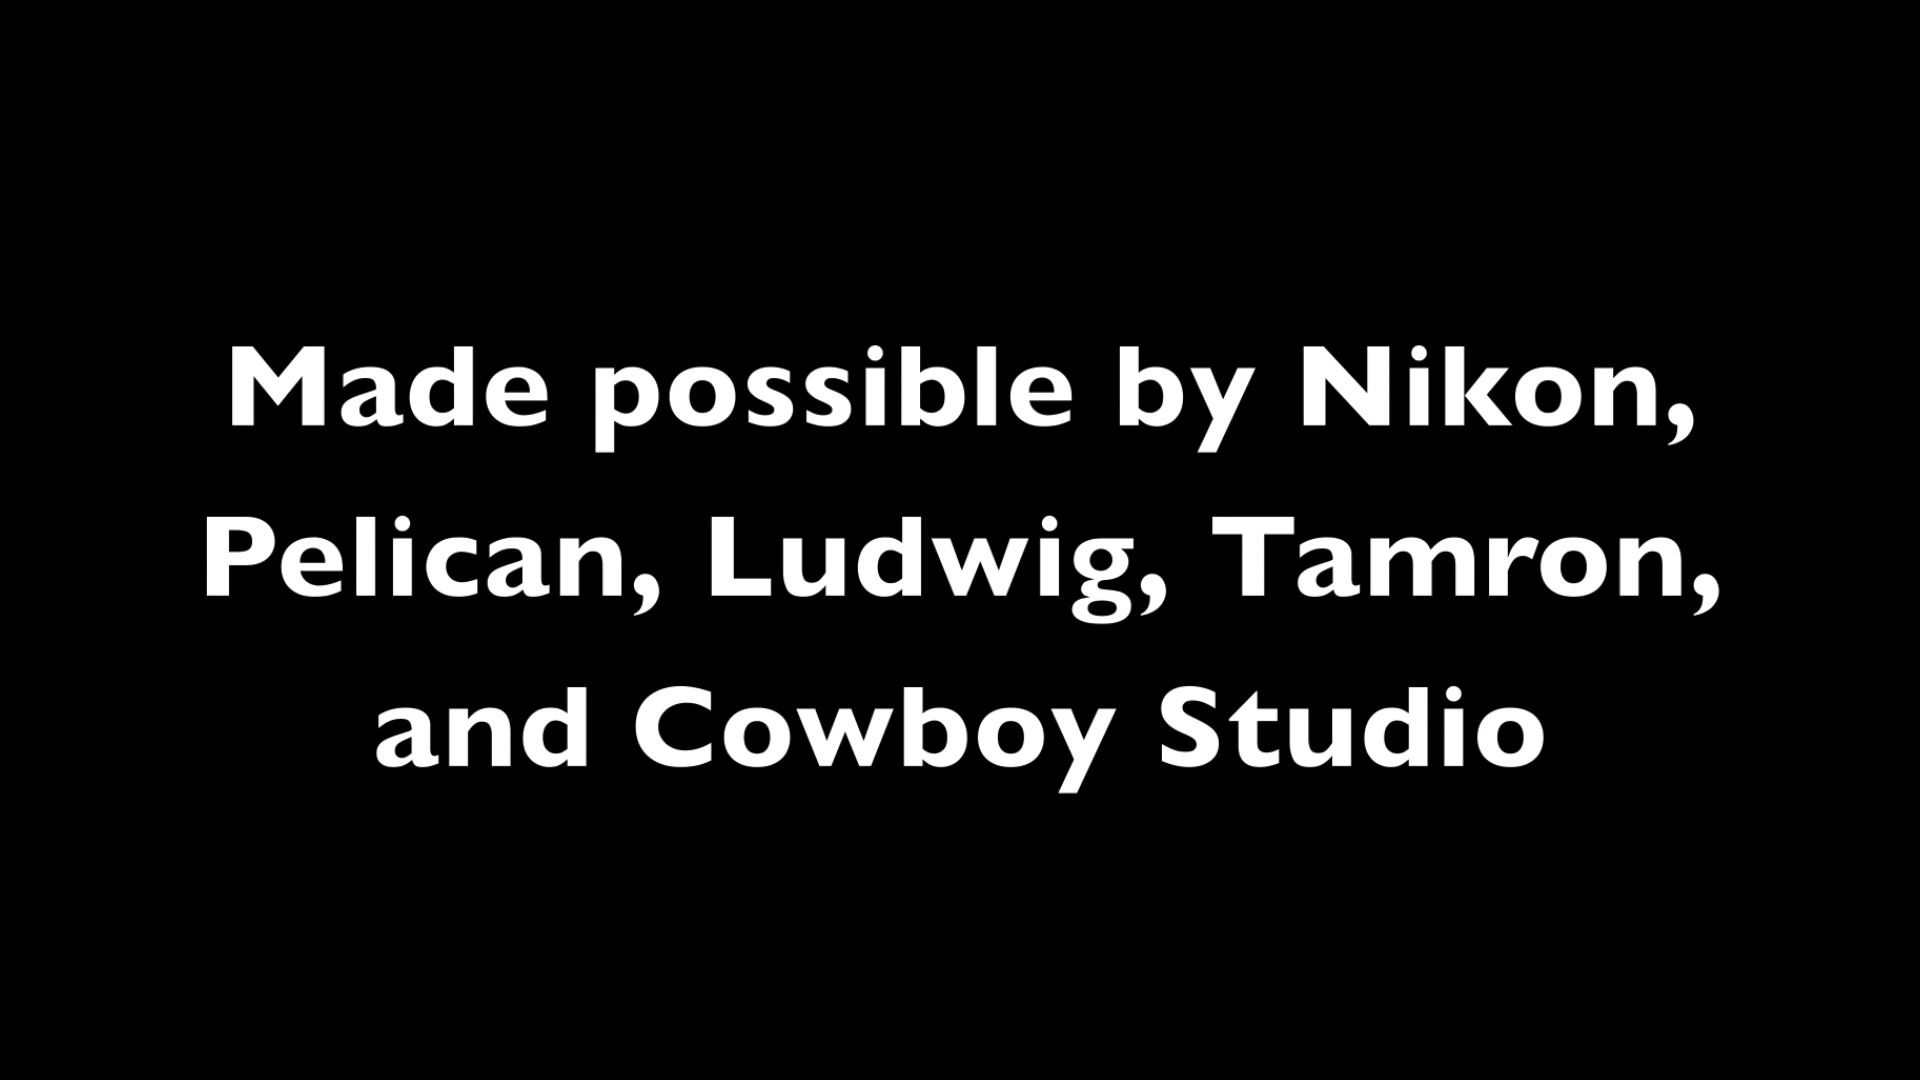 Made possible by Nikon,
Pelican, Ludwig, Tamron,
and Cowboy Studio